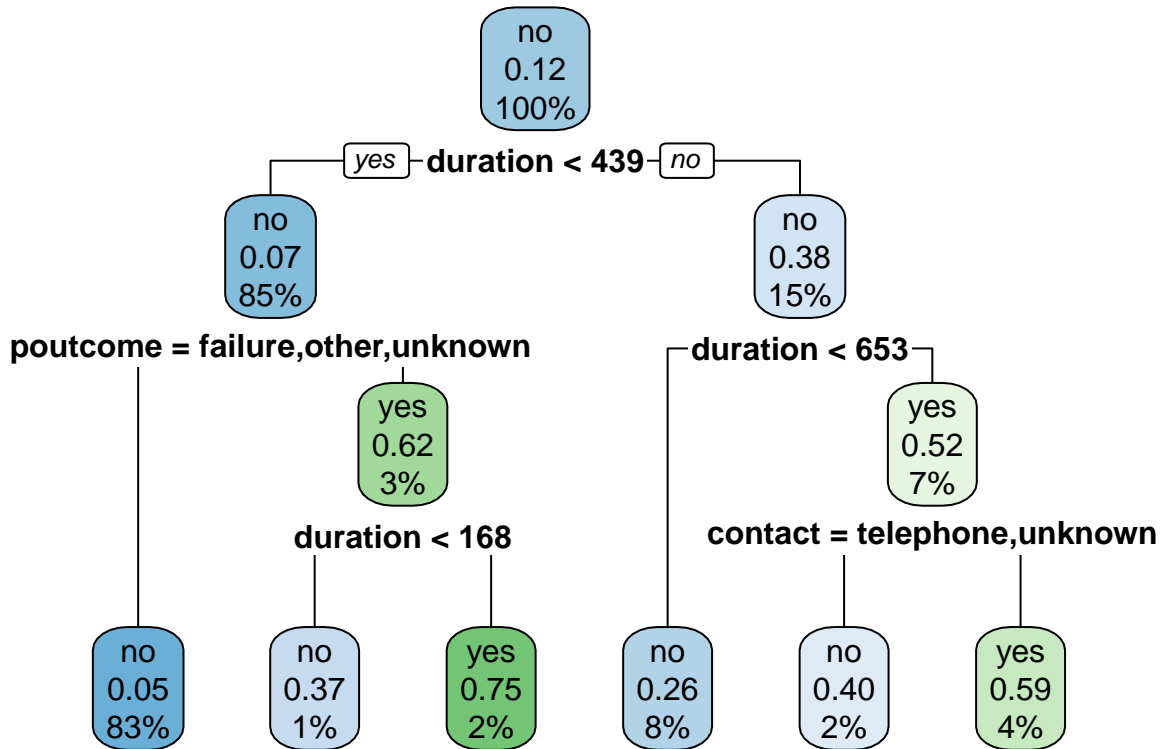 no
0.12
100%
yes
duration < 439
no
no
0.07
85%
no
0.38
15%
poutcome = failure,other,unknown
duration < 653
yes
0.62
3%
yes
0.52
7%
duration < 168
contact = telephone,unknown
no
0.05
83%
no
0.37
1%
yes
0.75
2%
no
0.26
8%
no
0.40
2%
yes
0.59
4%